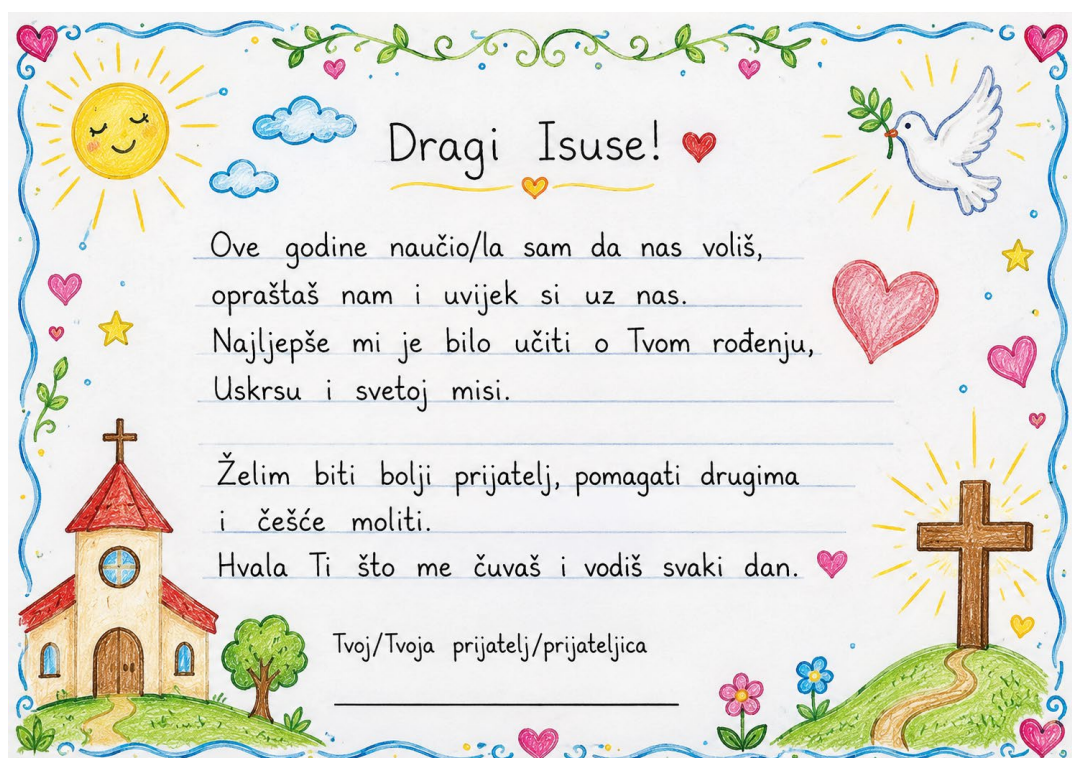 Dragi Isuse!
Ove godine naučio/la sam da nas voliš,
opraštaš nam i uvijek si uz nas.
Najljepše mi je bilo učiti o Tvom rođenju,
Uskrsu i svetoj misi.
Želim biti bolji prijatelj, pomagati drugima
i češće moliti.
Hvala Ti što me čuvaš i vodiš svaki dan.
Tvoj/Tvoja prijatelj/prijateljica